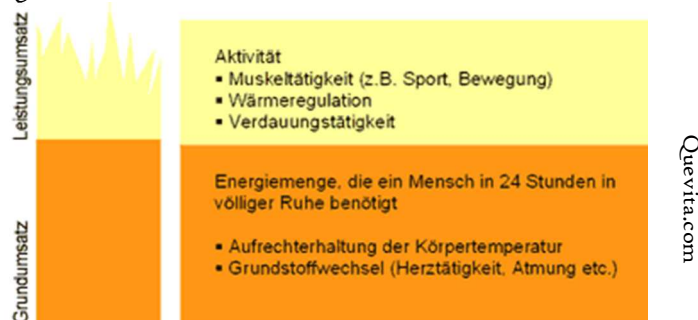 Leistungsumsatz
Aktivität
▪ Muskeltätigkeit (z.B. Sport, Bewegung)
▪ Wärmeregulation
▪ Verdauungstätigkeit
Grundumsatz
Energiemenge, die ein Mensch in 24 Stunden in
völliger Ruhe benötigt
▪ Aufrechterhaltung der Körpertemperatur
▪ Grundstoffwechsel (Herztätigkeit, Atmung etc.)
Quevita.com